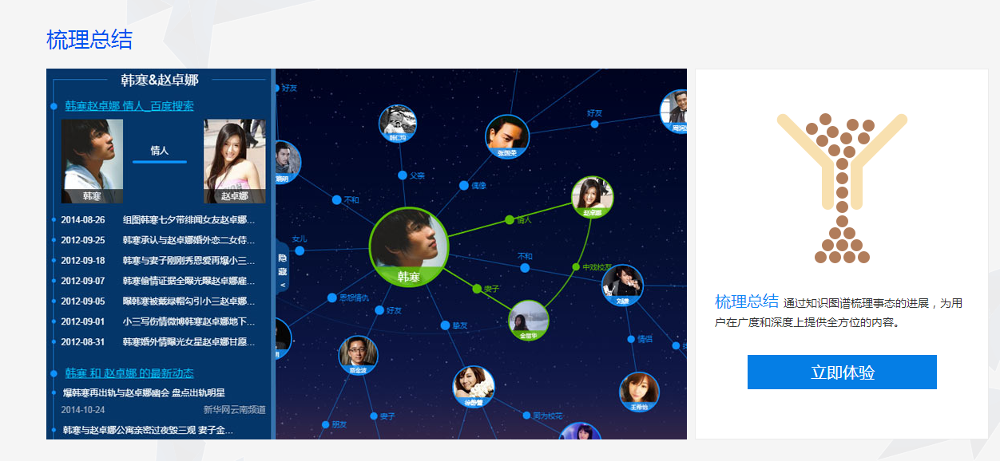 梳理总结
韩寒&赵卓娜
韩寒赵卓娜 情人_百度搜索
情人
韩寒
赵卓娜
2014-08-26 组图韩寒七夕带绯闻女友赵卓娜...
2012-09-25 韩寒承认与赵卓娜婚外恋二女侍...
2012-09-18 韩寒与妻子刚刚秀恩爱再爆小三...
2012-09-07 韩寒偷情证据全曝光曝赵卓娜雇...
2012-09-05 曝韩寒被戴绿帽勾引小三赵卓娜...
2012-09-01 小三写伤情微博韩寒赵卓娜地下...
2012-08-31 韩寒婚外情曝光女星赵卓娜甘愿...
韩寒 和 赵卓娜 的最新动态
爆韩寒再出轨与赵卓娜幽会 盘点出轨明星
2014-10-24 新华网云南频道
韩寒与赵卓娜公寓亲密过夜毁三观 妻子金...
隐
藏
<
好友
韩仁均
张国荣
好友
父亲
偶像
不和
赵卓娜
情人
女儿
韩寒
不和
中戏校友
妻子
恩怨情仇
好友
挚友
金丽华
情侣
路金波
徐静蕾
王希怡
朋友
妻子
同为校花
梳理总结 通过知识图谱梳理事态的进展，为用
户在广度和深度上提供全方位的内容。
立即体验